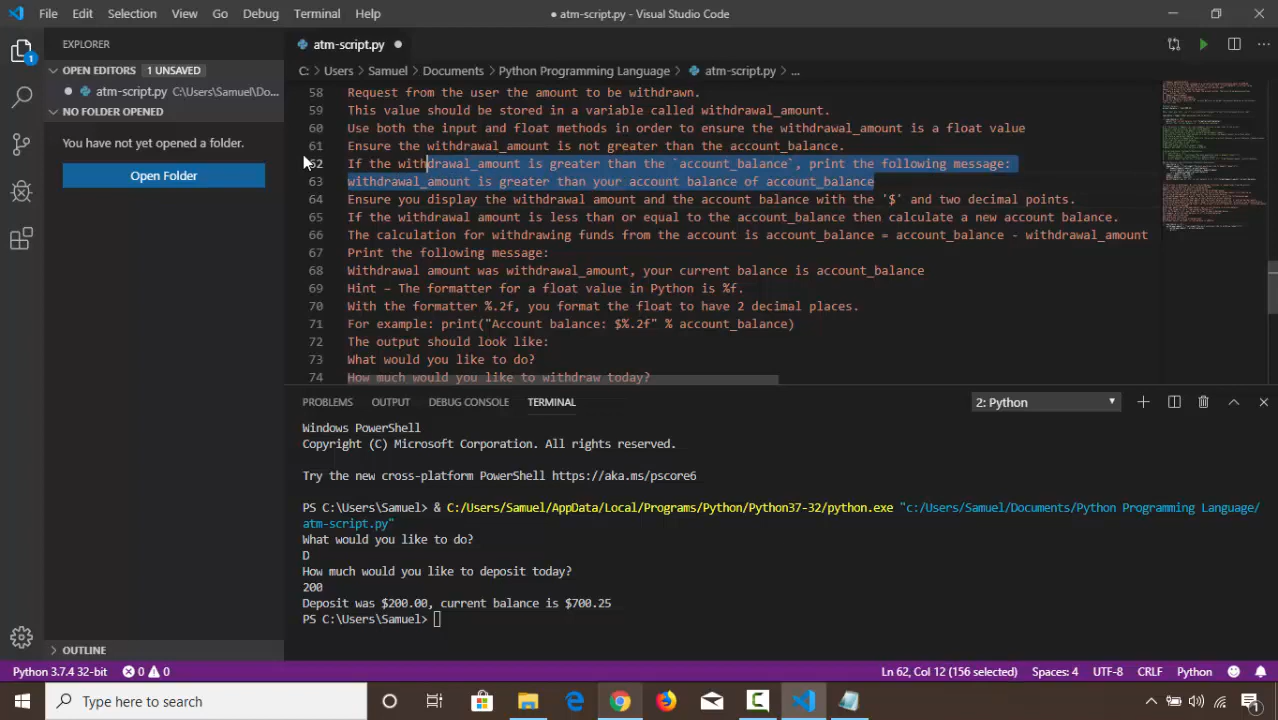 File Edit Selection View Go Debug Terminal Help
● atm-script.py - Visual Studio Code
EXPLORER
atm-script.py
OPEN EDITORS 1 UNSAVED
atm-script.py C:\Users\Samuel\Do...
NO FOLDER OPENED
You have not yet opened a folder.
Open Folder
OUTLINE
1
C: > Users > Samuel > Documents > Python Programming Language > atm-script.py > ...
58 Request from the user the amount to be withdrawn.
59 This value should be stored in a variable called withdrawal_amount.
60 Use both the input and float methods in order to ensure the withdrawal_amount is a float value
61 Ensure the withdrawal_amount is not greater than the account_balance.
62 If the withdrawal_amount is greater than the `account_balance`, print the following message:
63 withdrawal_amount is greater than your account balance of account_balance
64 Ensure you display the withdrawal amount and the account balance with the '$' and two decimal points.
65 If the withdrawal amount is less than or equal to the account_balance then calculate a new account balance.
66 The calculation for withdrawing funds from the account is account_balance = account_balance - withdrawal_amount
67 Print the following message:
68 Withdrawal amount was withdrawal_amount, your current balance is account_balance
69 Hint – The formatter for a float value in Python is %f.
70 With the formatter %.2f, you format the float to have 2 decimal places.
71 For example: print("Account balance: $%.2f" % account_balance)
72 The output should look like:
73 What would you like to do?
74 How much would you like to withdraw today?
PROBLEMS OUTPUT DEBUG CONSOLE TERMINAL 2: Python
Windows PowerShell
Copyright (C) Microsoft Corporation. All rights reserved.
Try the new cross-platform PowerShell https://aka.ms/pscore6
PS C:\Users\Samuel> & C:/Users/Samuel/AppData/Local/Programs/Python/Python37-32/python.exe "c:/Users/Samuel/Documents/Python Programming Language/
atm-script.py"
What would you like to do?
D
How much would you like to deposit today?
200
Deposit was $200.00, current balance is $700.25
PS C:\Users\Samuel>
Python 3.7.4 32-bit 0 0 Ln 62, Col 12 (156 selected) Spaces: 4 UTF-8 CRLF Python 1
Type here to search
1